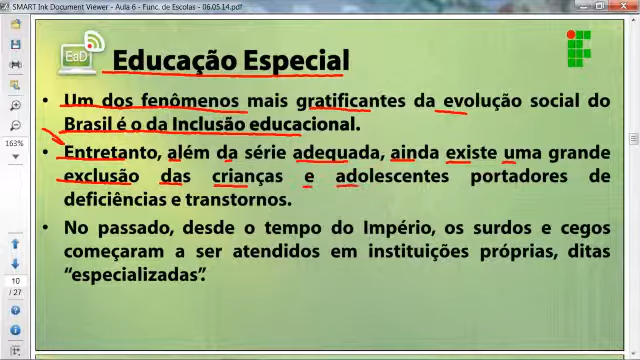 SMART Ink Document Viewer - Aula 6 - Func. de Escolas - 06.05.14.pdf
EaD
Educação Especial
• Um dos fenômenos mais gratificantes da evolução social do
Brasil é o da Inclusão educacional.
• Entretanto, além da série adequada, ainda existe uma grande
exclusão das crianças e adolescentes portadores de
deficiências e transtornos.
• No passado, desde o tempo do Império, os surdos e cegos
começaram a ser atendidos em instituições próprias, ditas
“especializadas”.
163%
10
/ 27